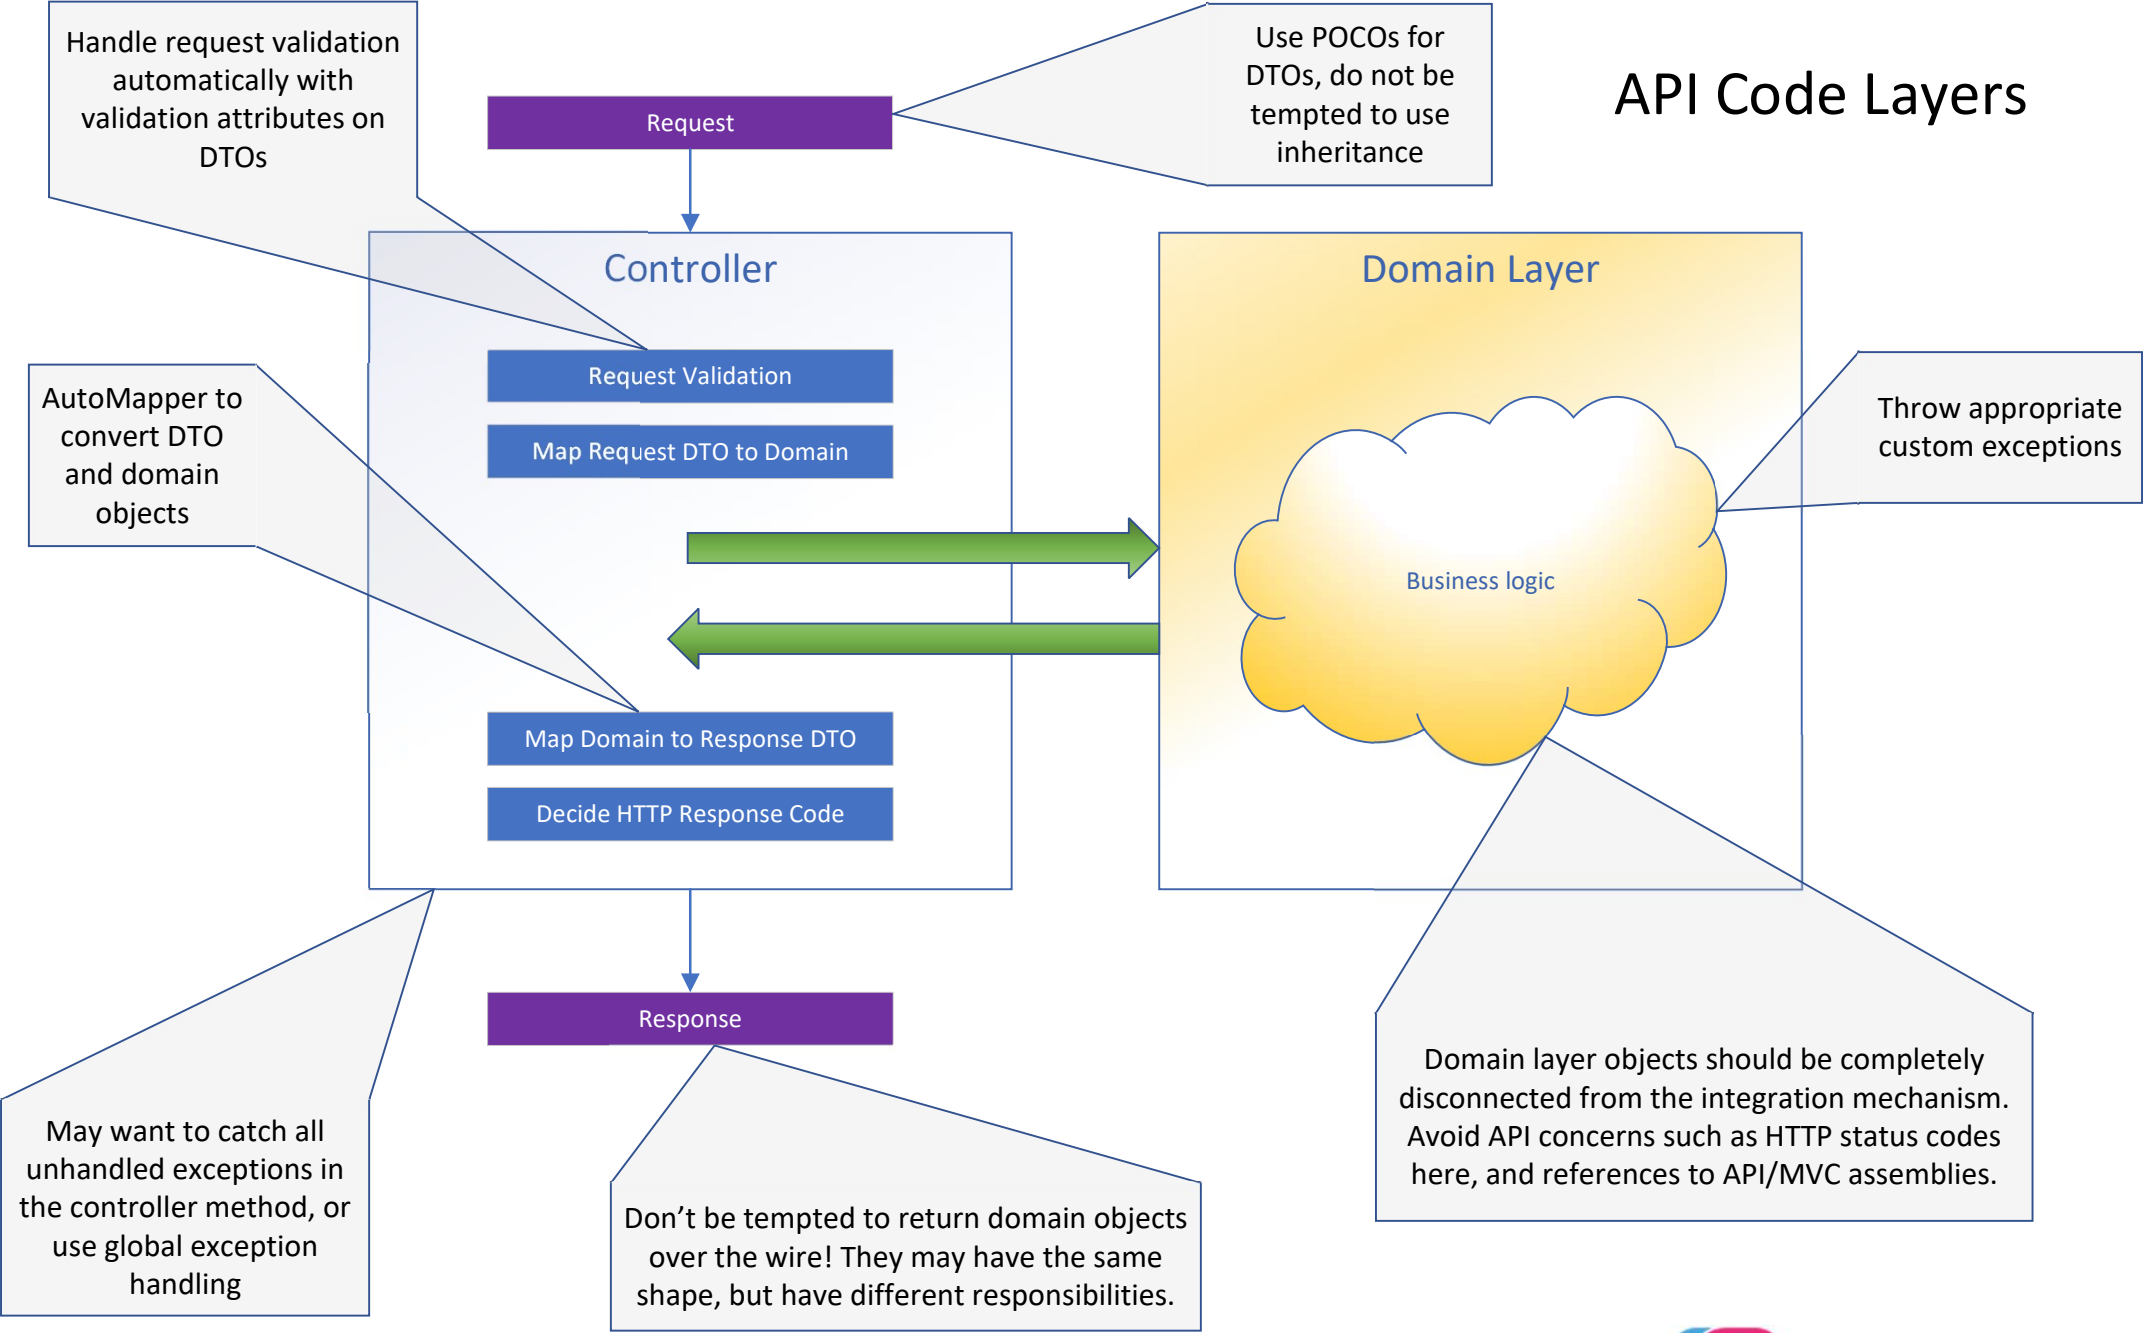 API Code Layers
Handle request validation
automatically with
validation attributes on
DTOs
Request
Use POCOs for
DTOs, do not be
tempted to use
inheritance
Controller
Request Validation
Map Request DTO to Domain
AutoMapper to
convert DTO
and domain
objects
Map Domain to Response DTO
Decide HTTP Response Code
Domain Layer
Business logic
Throw appropriate
custom exceptions
Response
May want to catch all
unhandled exceptions in
the controller method, or
use global exception
handling
Don’t be tempted to return domain objects
over the wire! They may have the same
shape, but have different responsibilities.
Domain layer objects should be completely
disconnected from the integration mechanism.
Avoid API concerns such as HTTP status codes
here, and references to API/MVC assemblies.